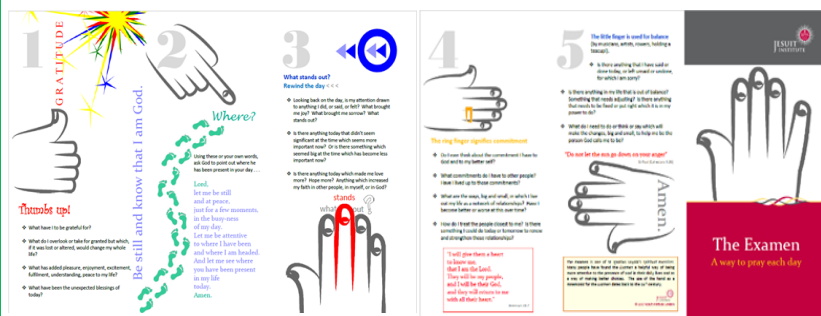 1
GRATITUDE
Thumbs up!
What have I to be grateful for?
What do I overlook or take for granted but which,
if it was lost or altered, would change my whole
life?
What has added pleasure, enjoyment, excitement,
fulfilment, understanding, peace to my life?
What have been the unexpected blessings of
today?
Be still and know that I am God.
2
Where?
Using these or your own words,
ask God to point out where he
has been present in your day . . .
Lord,
let me be still
and at peace,
just for a few moments,
in the busy-ness
of my day.
Let me be attentive
to where I have been
and where I am headed.
And let me see where
you have been present
in my life
today.
Amen.
3
What stands out?
Rewind the day < < <
Looking back on the day, is my attention drawn
to anything I did, or said, or felt? What brought
me joy? What brought me sorrow? What
stands out?
Is there anything today that didn't seem
significant at the time which seems more
important now? Or is there something which
seemed big at the time which has become less
important now?
Is there anything today which made me love
more? Hope more? Anything which increased
my faith in other people, in myself, or in God?
stands
what out
4
The ring finger signifies commitment
Do I ever think about the commitment I have to
God and to my better self?
What commitments do I have to other people?
Have I lived up to those commitments?
What are the ways, big and small, in which I live
out my life as a network of relationships? Have I
become better or worse at this over time?
How do I treat the people closest to me? Is there
something I could do today or tomorrow to renew
and strengthen those relationships?
"I will give them a heart
to know me,
that I am the Lord.
They will be my people,
and I will be their God,
and they will return to me
with all their heart."
5
The little finger is used for balance
(by musicians, artists, rowers, holding a
teacup).
Is there anything that I have said or
done today, or left unsaid or undone,
for which I am sorry?
Is there anything in my life that is out of balance?
Something that needs adjusting? Is there anything
that needs to be fixed or put right which it is in my
power to do?
What do I need to do or think or say which will
make the changes, big and small, to help me be the
person God calls me to be?
"Do not let the sun go down on your anger"
Amen.
JESUIT
INSTITUTE
The Examen
A way to pray each day